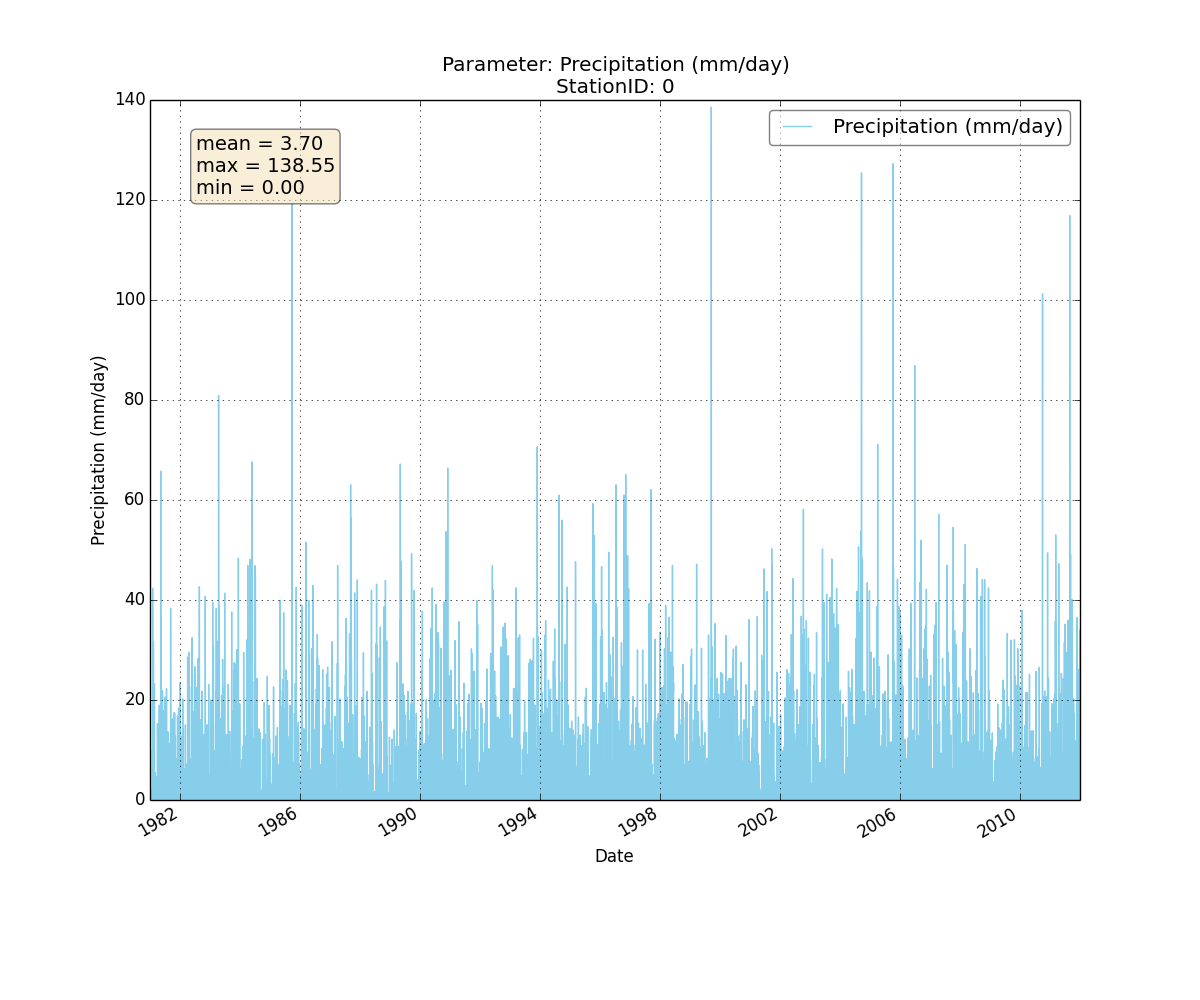 Parameter: Precipitation (mm/day)
StationID: 0
140
120
100
80
60
40
20
0
Precipitation (mm/day)
mean = 3.70
max = 138.55
min = 0.00
Precipitation (mm/day)
1982
1986
1990
1994
1998
2002
2006
2010
Date